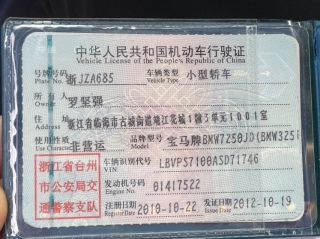 中华人民共和国机动车行驶证
Vehicle License of the People's Republic of China
号牌号码 浙JZA685 车辆类型 小型轿车
Plate No. Vehicle Type
所有人 罗坚强
Owner
住址 浙江省临海市古城街道靖江花城1幢3单元1001室
Address
使用性质 非营运 品牌型号 宝马牌BMW7250JD(BMW325i
Use Character Model
浙江省台州 车辆识别代号 LBVPS7100ASD71746
VIN
市公安局交 发动机号码 01417522
Engine No.
通警察支队 注册日期 2010-10-22 发证日期 2012-10-19
Register Date Issue Date